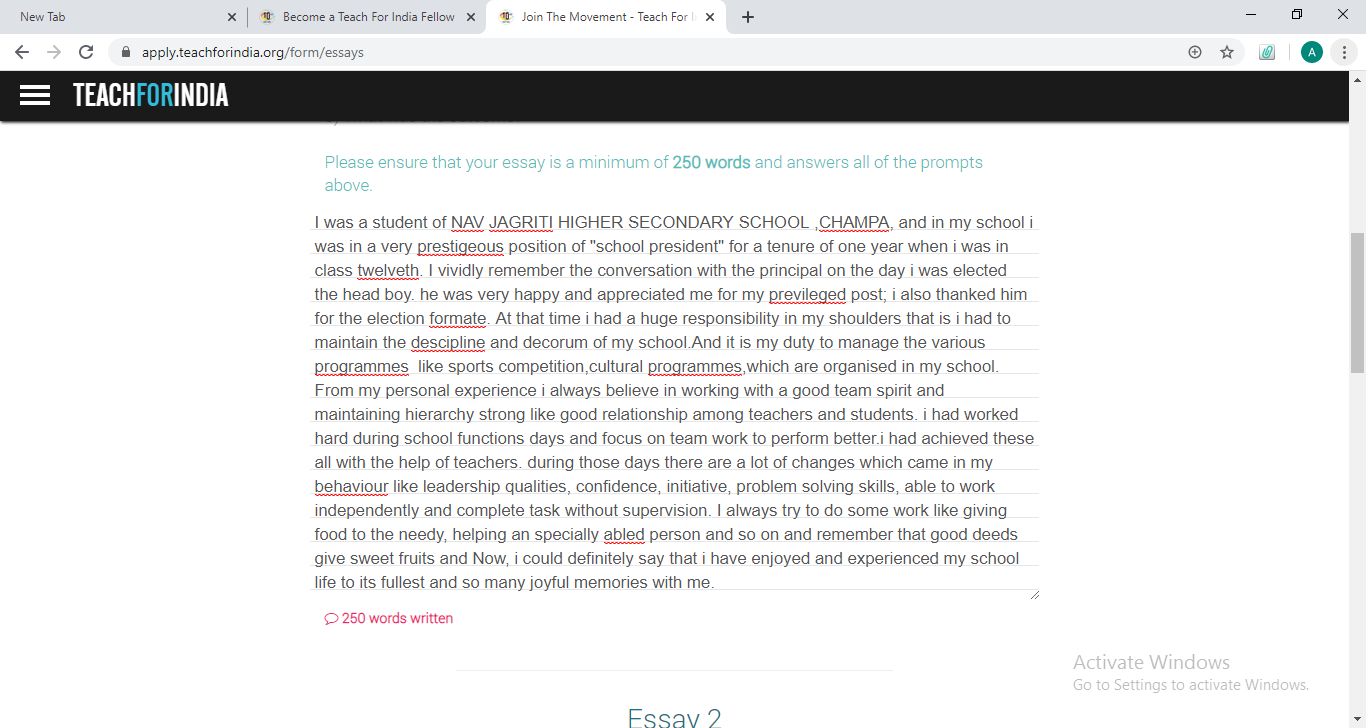 New Tab
Become a Teach For India Fellow
Join The Movement - Teach For I
apply.teachforindia.org/form/essays
A
TEACHFORINDIA
Please ensure that your essay is a minimum of 250 words and answers all of the prompts
above.
I was a student of NAV JAGRITI HIGHER SECONDARY SCHOOL ,CHAMPA, and in my school i
was in a very prestigeous position of "school president" for a tenure of one year when i was in
class twelveth. I vividly remember the conversation with the principal on the day i was elected
the head boy. he was very happy and appreciated me for my previleged post; i also thanked him
for the election formate. At that time i had a huge responsibility in my shoulders that is i had to
maintain the descipline and decorum of my school.And it is my duty to manage the various
programmes  like sports competition,cultural programmes,which are organised in my school.
From my personal experience i always believe in working with a good team spirit and
maintaining hierarchy strong like good relationship among teachers and students. i had worked
hard during school functions days and focus on team work to perform better.i had achieved these
all with the help of teachers. during those days there are a lot of changes which came in my
behaviour like leadership qualities, confidence, initiative, problem solving skills, able to work
independently and complete task without supervision. I always try to do some work like giving
food to the needy, helping an specially abled person and so on and remember that good deeds
give sweet fruits and Now, i could definitely say that i have enjoyed and experienced my school
life to its fullest and so many joyful memories with me.
250 words written
Activate Windows
Go to Settings to activate Windows.
Essay 2